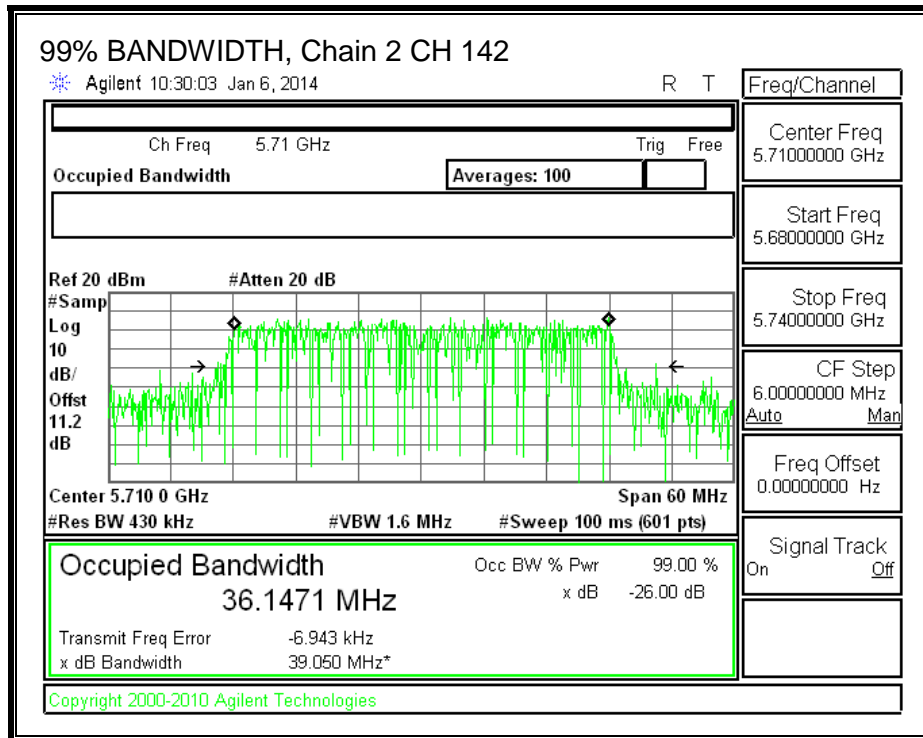 99% BANDWIDTH, Chain 2 CH 142
Agilent 10:30:03 Jan 6, 2014 R T
Freq/Channel
Ch Freq 5.71 GHz Trig Free
Occupied Bandwidth Averages: 100
Center Freq
5.71000000 GHz
Start Freq
5.68000000 GHz
Stop Freq
5.74000000 GHz
CF Step
6.00000000 MHz
Auto Man
Freq Offset
0.00000000 Hz
Signal Track
On Off
Ref 20 dBm #Atten 20 dB
#Samp
Log
10
dB/
Offst
11.2
dB
Center 5.710 0 GHz Span 60 MHz
#Res BW 430 kHz #VBW 1.6 MHz #Sweep 100 ms (601 pts)
Occupied Bandwidth Occ BW % Pwr 99.00 %
36.1471 MHz x dB -26.00 dB
Transmit Freq Error -6.943 kHz
x dB Bandwidth 39.050 MHz*
Copyright 2000-2010 Agilent Technologies